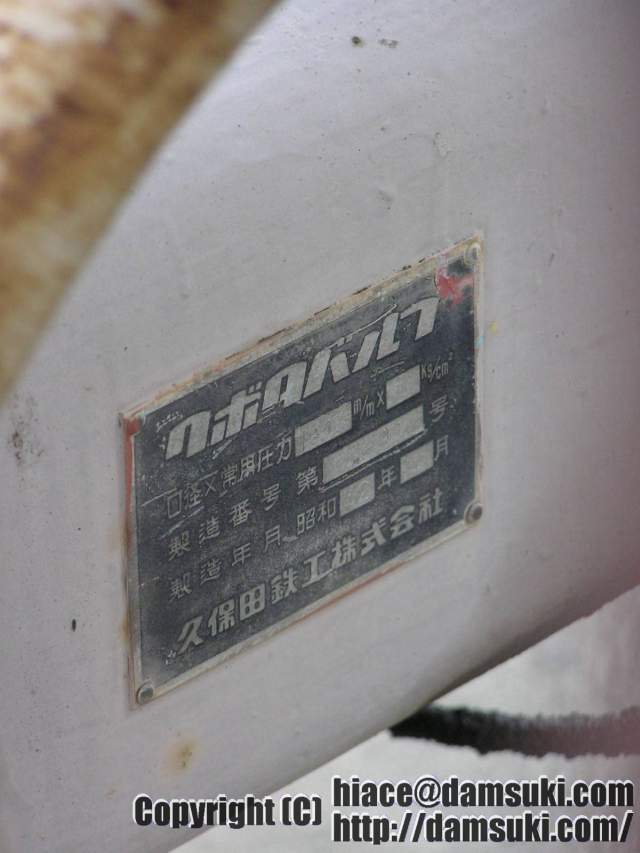 クボタバルブ
口径×常用圧力 m/m× Kg/cm²
製造番号 第 号
製造年月 昭和 年 月
久保田鉄工株式会社
Copyright (C) hiace@damsuki.com
http://damsuki.com/